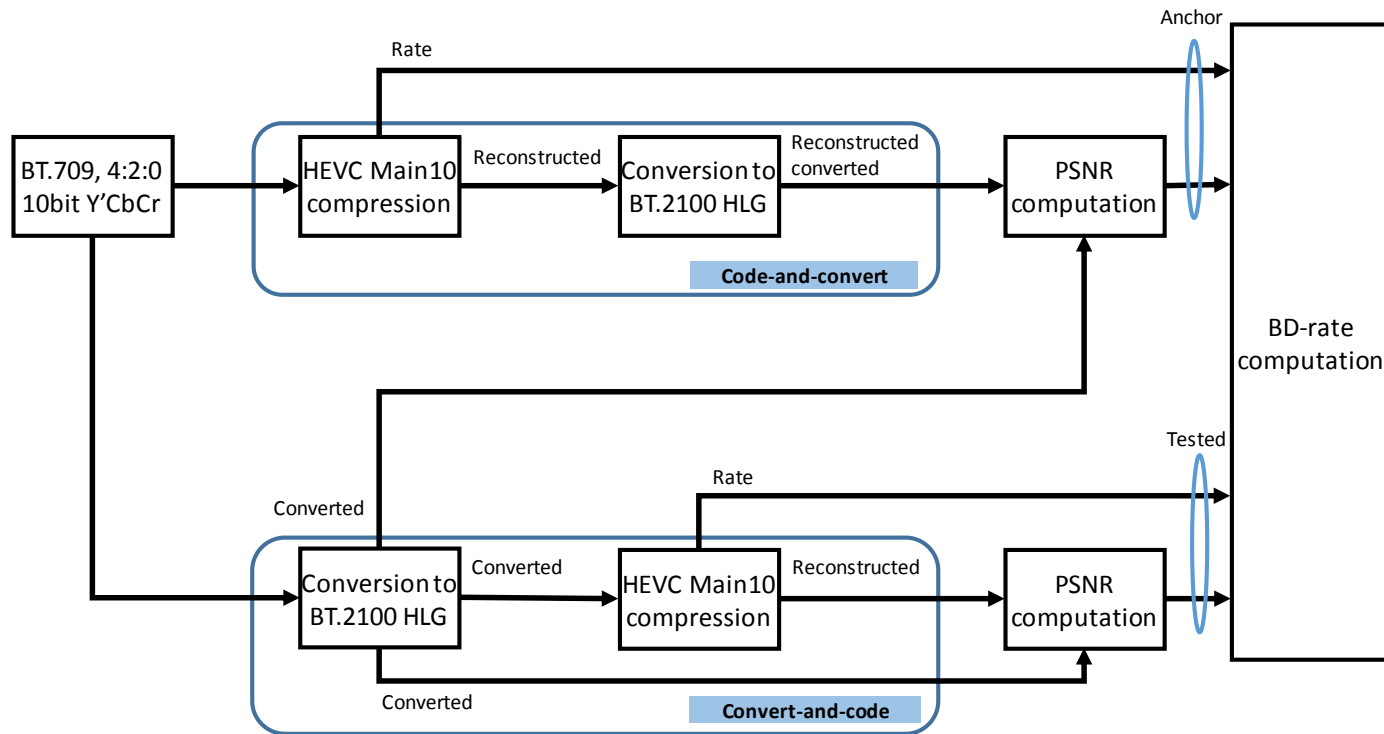 Anchor
Rate
BT.709, 4:2:0
10bit Y’CbCr
HEVC Main10
compression
Reconstructed
Conversion to
BT.2100 HLG
Reconstructed
converted
PSNR
computation
Code-and-convert
BD-rate
computation
Tested
Rate
Converted
Conversion to
BT.2100 HLG
Converted
HEVC Main10
compression
Reconstructed
PSNR
computation
Converted
Convert-and-code